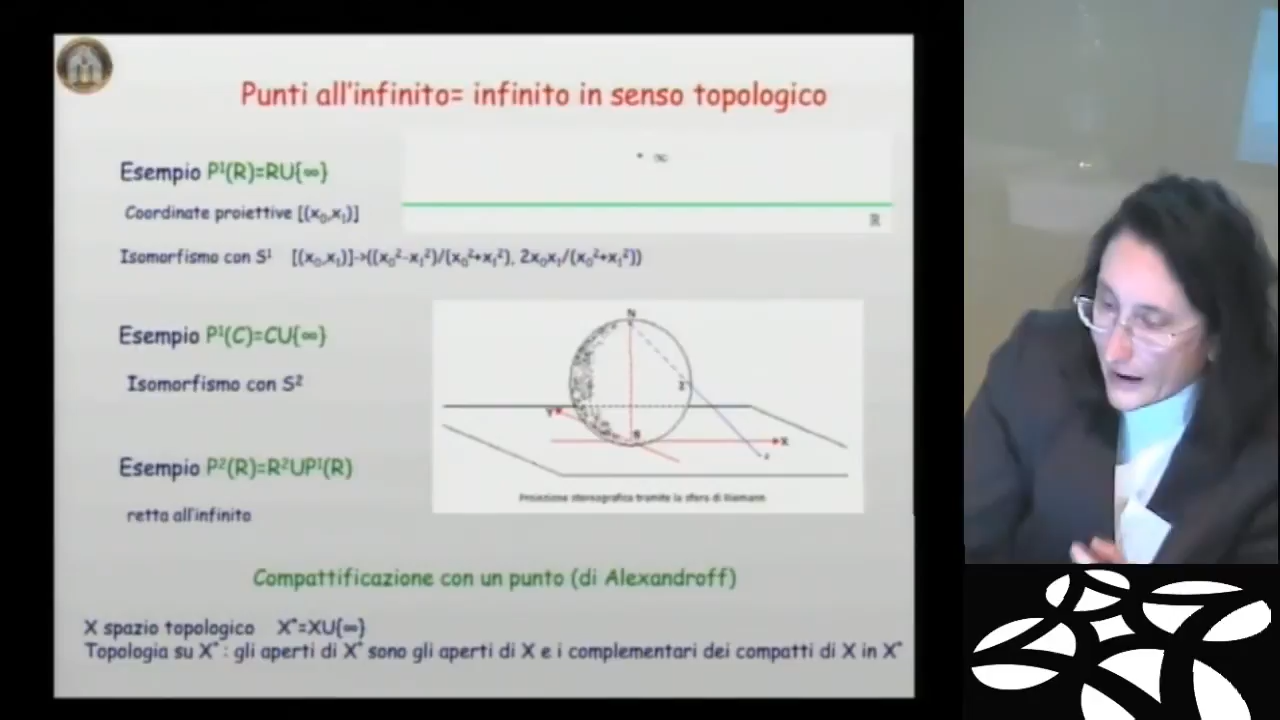 Punti all'infinito= infinito in senso topologico
Esempio P¹(R)=RU{∞}
• ∞
Coordinate proiettive [(x₀,x₁)]
R
Isomorfismo con S¹ [(x₀,x₁)]->((x₀²-x₁²)/(x₀²+x₁²), 2x₀x₁/(x₀²+x₁²))
Esempio P¹(C)=CU{∞}
N
Isomorfismo con S²
z
Y
X
z
Esempio P²(R)=R²UP¹(R)
Proiezione stereografica tramite la sfera di Riemann
retta all'infinito
Compattificazione con un punto (di Alexandroff)
X spazio topologico X*=XU{∞}
Topologia su X* : gli aperti di X* sono gli aperti di X e i complementari dei compatti di X in X*